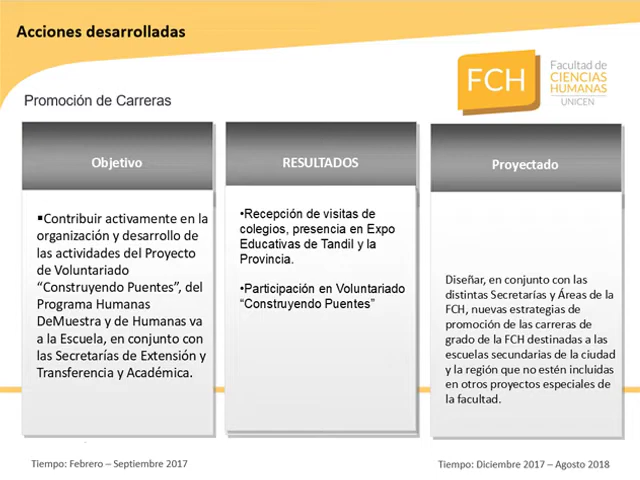 Acciones desarrolladas
FCH
Facultad de
CIENCIAS
HUMANAS
UNICEN
Promoción de Carreras
Objetivo
▪Contribuir activamente en la
organización y desarrollo de
las actividades del Proyecto
de Voluntariado
“Construyendo Puentes”, del
Programa Humanas
DeMuestra y de Humanas va
a la Escuela, en conjunto con
las Secretarías de Extensión y
Transferencia y Académica.
RESULTADOS
•Recepción de visitas de
colegios, presencia en Expo
Educativas de Tandil y la
Provincia.
•Participación en Voluntariado
“Construyendo Puentes”
Proyectado
Diseñar, en conjunto con las
distintas Secretarías y Áreas de la
FCH, nuevas estrategias de
promoción de las carreras de
grado de la FCH destinadas a las
escuelas secundarias de la ciudad
y la región que no estén incluidas
en otros proyectos especiales de
la facultad.
Tiempo: Febrero – Septiembre 2017
Tiempo: Diciembre 2017 – Agosto 2018